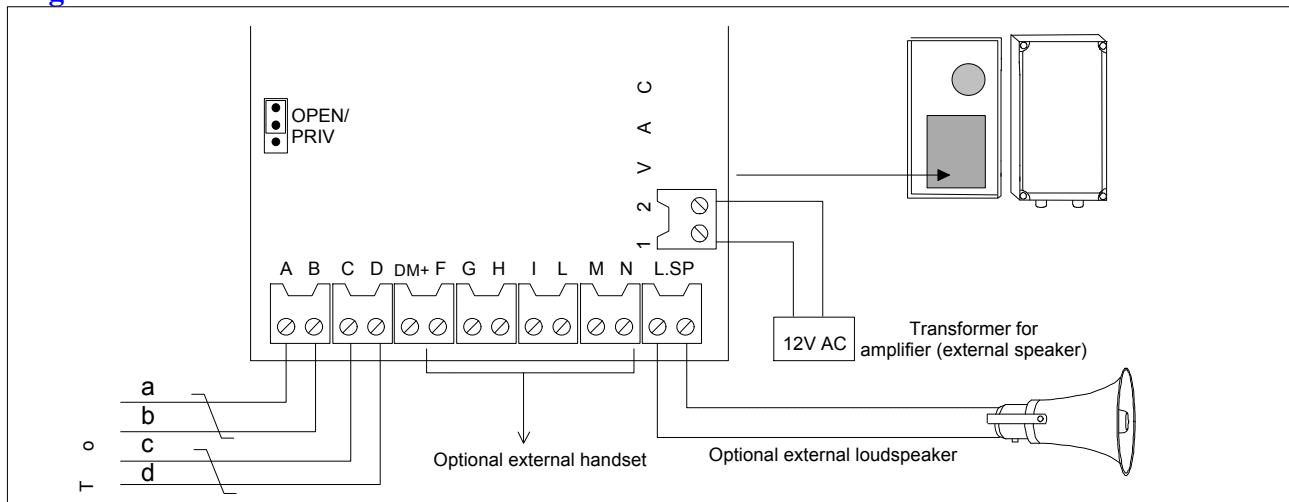 OPEN/
PRIV
C
A
V
2
1
A B C D DM+ F G H I L M N L.SP
12V AC
Transformer for
amplifier (external speaker)
a
b
c
d
T o
Optional external handset
Optional external loudspeaker